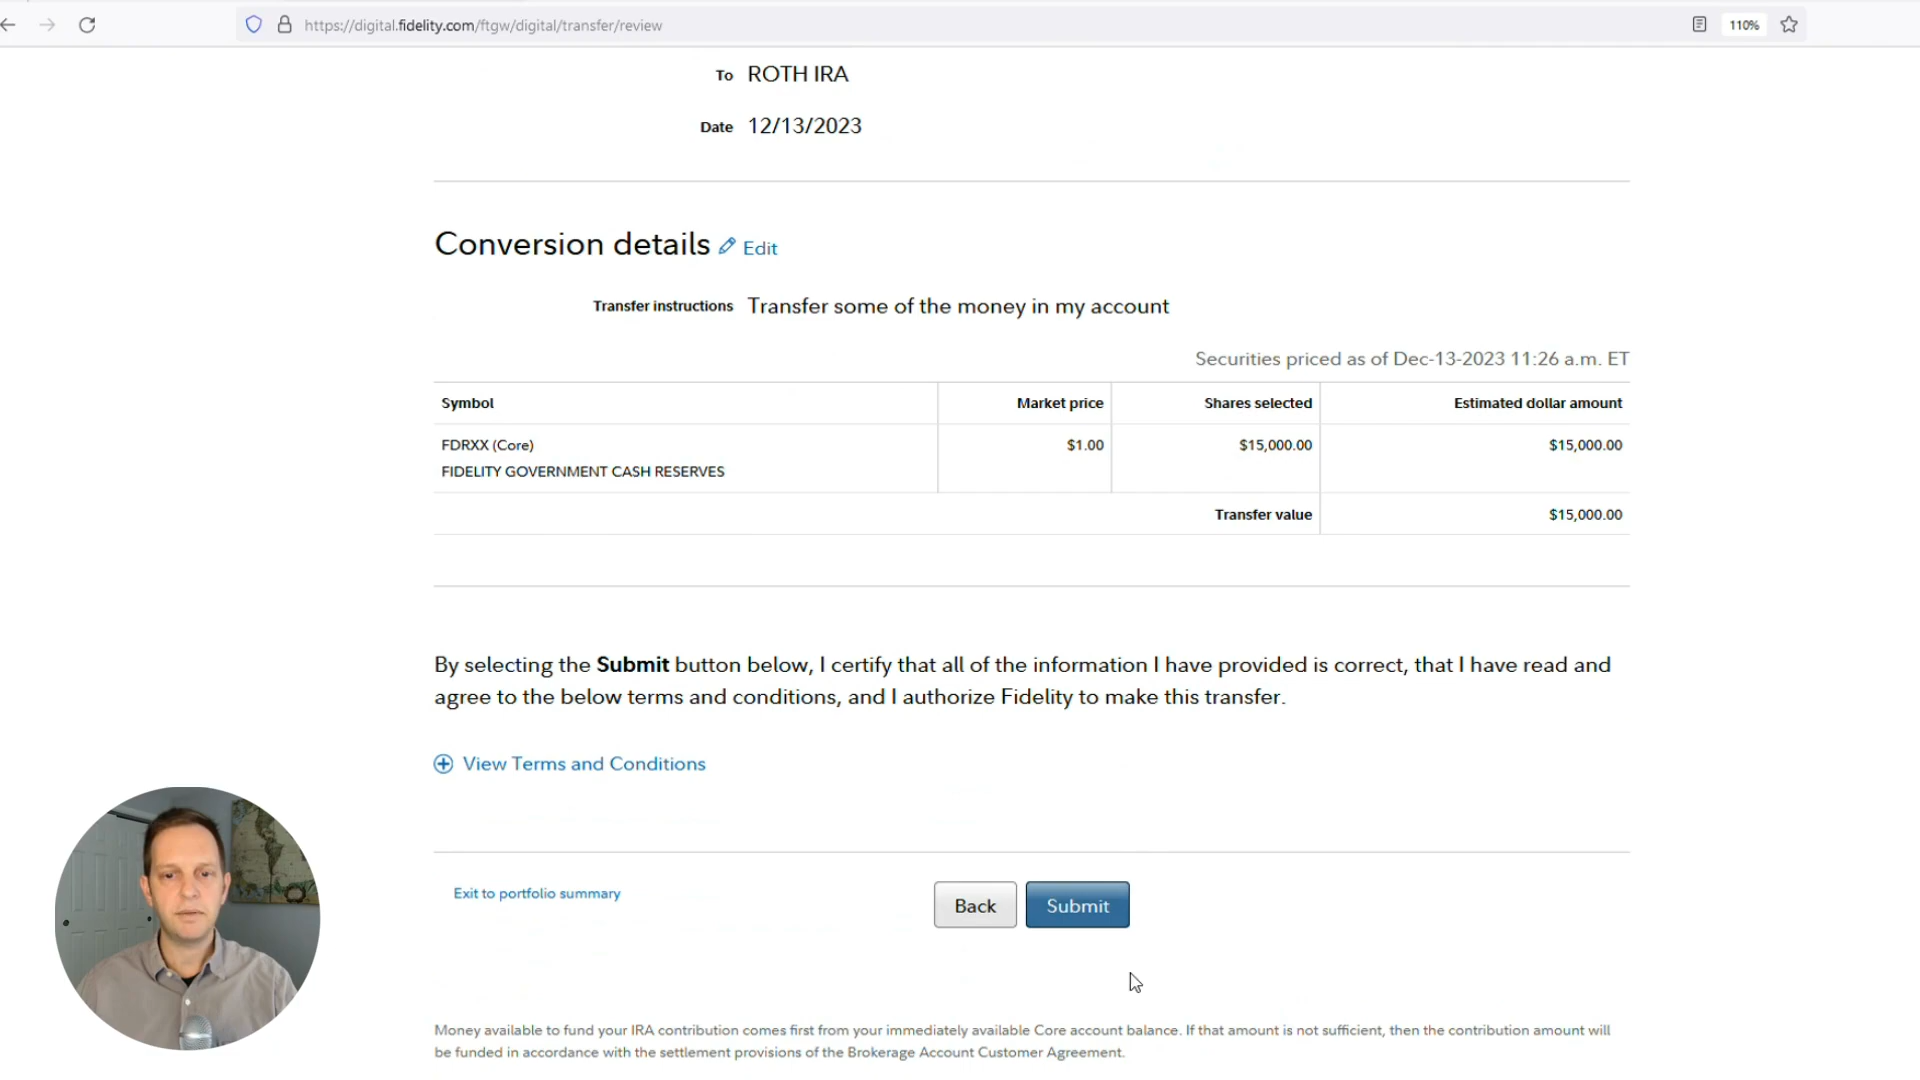 https://digital.fidelity.com/ftgw/digital/transfer/review
110%
To ROTH IRA
Date 12/13/2023
Conversion details Edit
Transfer instructions Transfer some of the money in my account
Securities priced as of Dec-13-2023 11:26 a.m. ET
Symbol Market price Shares selected Estimated dollar amount
FDRXX (Core) $1.00 $15,000.00 $15,000.00
FIDELITY GOVERNMENT CASH RESERVES
Transfer value $15,000.00
By selecting the Submit button below, I certify that all of the information I have provided is correct, that I have read and
agree to the below terms and conditions, and I authorize Fidelity to make this transfer.
View Terms and Conditions
Exit to portfolio summary Back Submit
Money available to fund your IRA contribution comes first from your immediately available Core account balance. If that amount is not sufficient, then the contribution amount will
be funded in accordance with the settlement provisions of the Brokerage Account Customer Agreement.